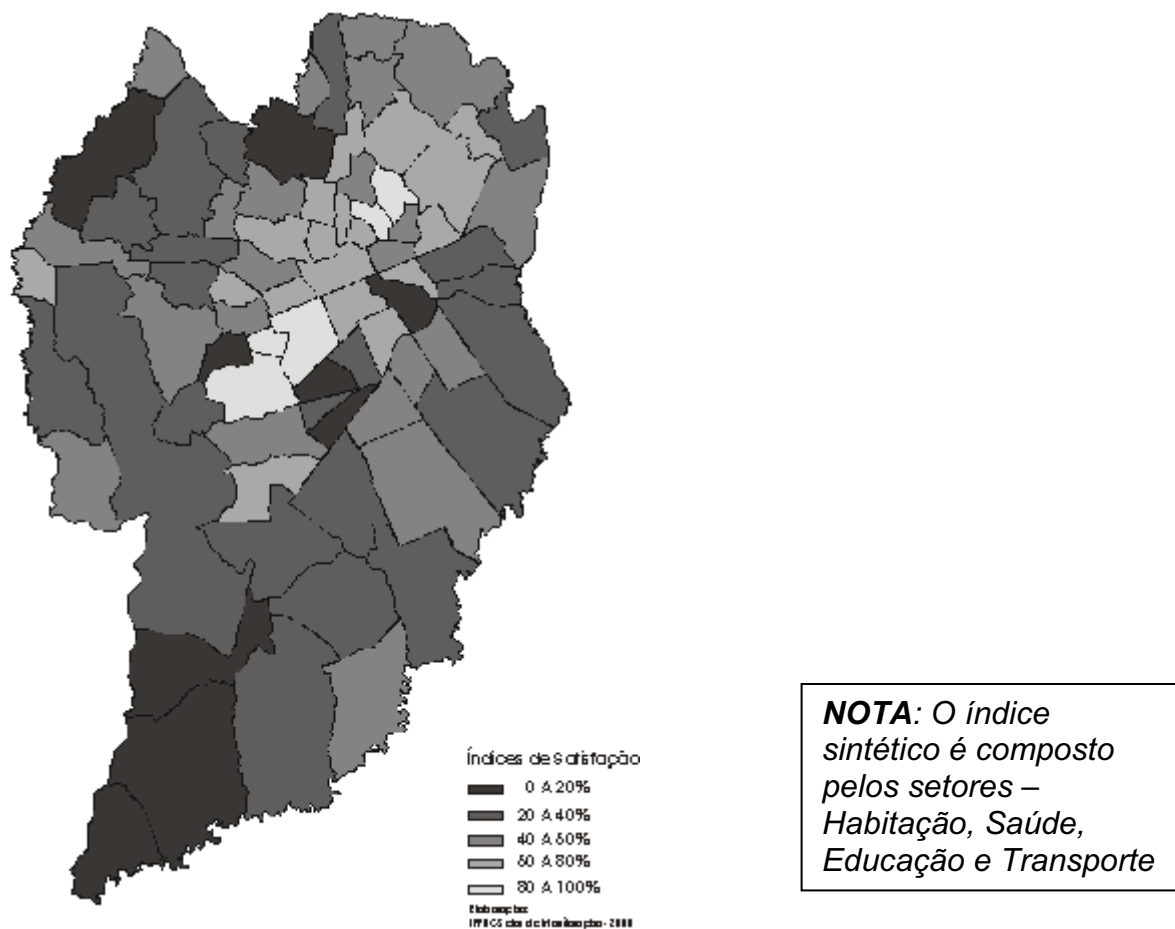 Índices de Satisfação
0 A 20%
20 A 40%
40 A 60%
60 A 80%
80 A 100%
NOTA: O índice
sintético é composto
pelos setores –
Habitação, Saúde,
Educação e Transporte